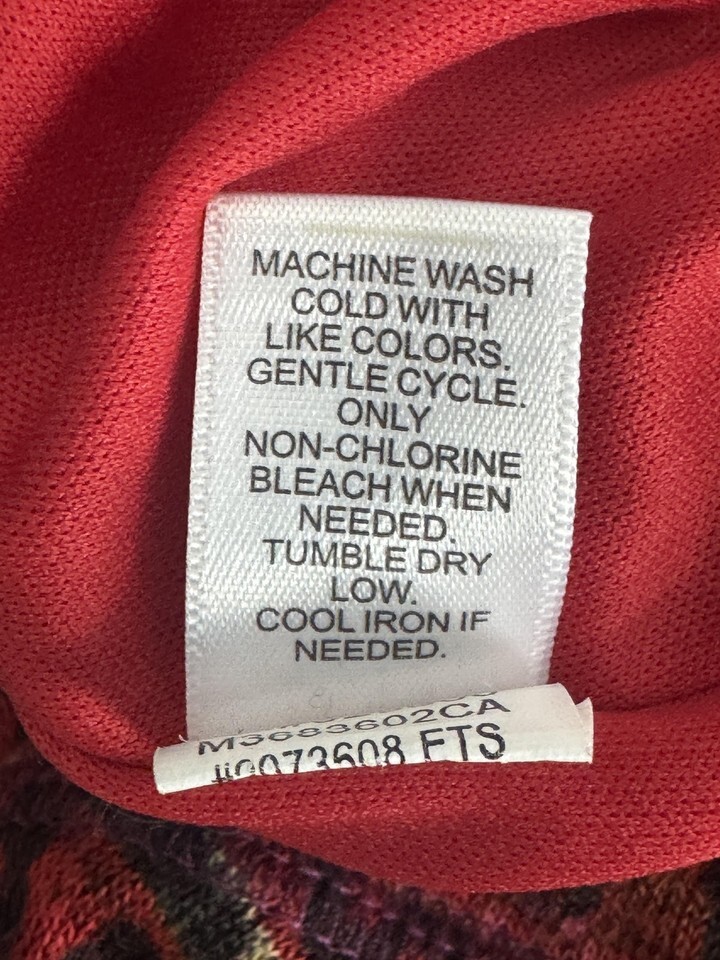 MACHINE WASH
COLD WITH
LIKE COLORS.
GENTLE CYCLE.
ONLY
NON-CHLORINE
BLEACH WHEN
NEEDED.
TUMBLE DRY
LOW.
COOL IRON IF
NEEDED.
M3683602CA
#0073608 FTS